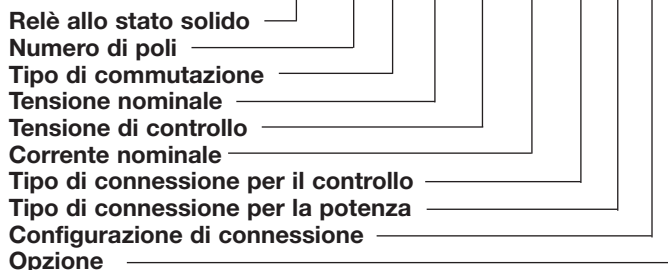 Relè allo stato solido
Numero di poli
Tipo di commutazione
Tensione nominale
Tensione di controllo
Corrente nominale
Tipo di connessione per il controllo
Tipo di connessione per la potenza
Configurazione di connessione
Opzione